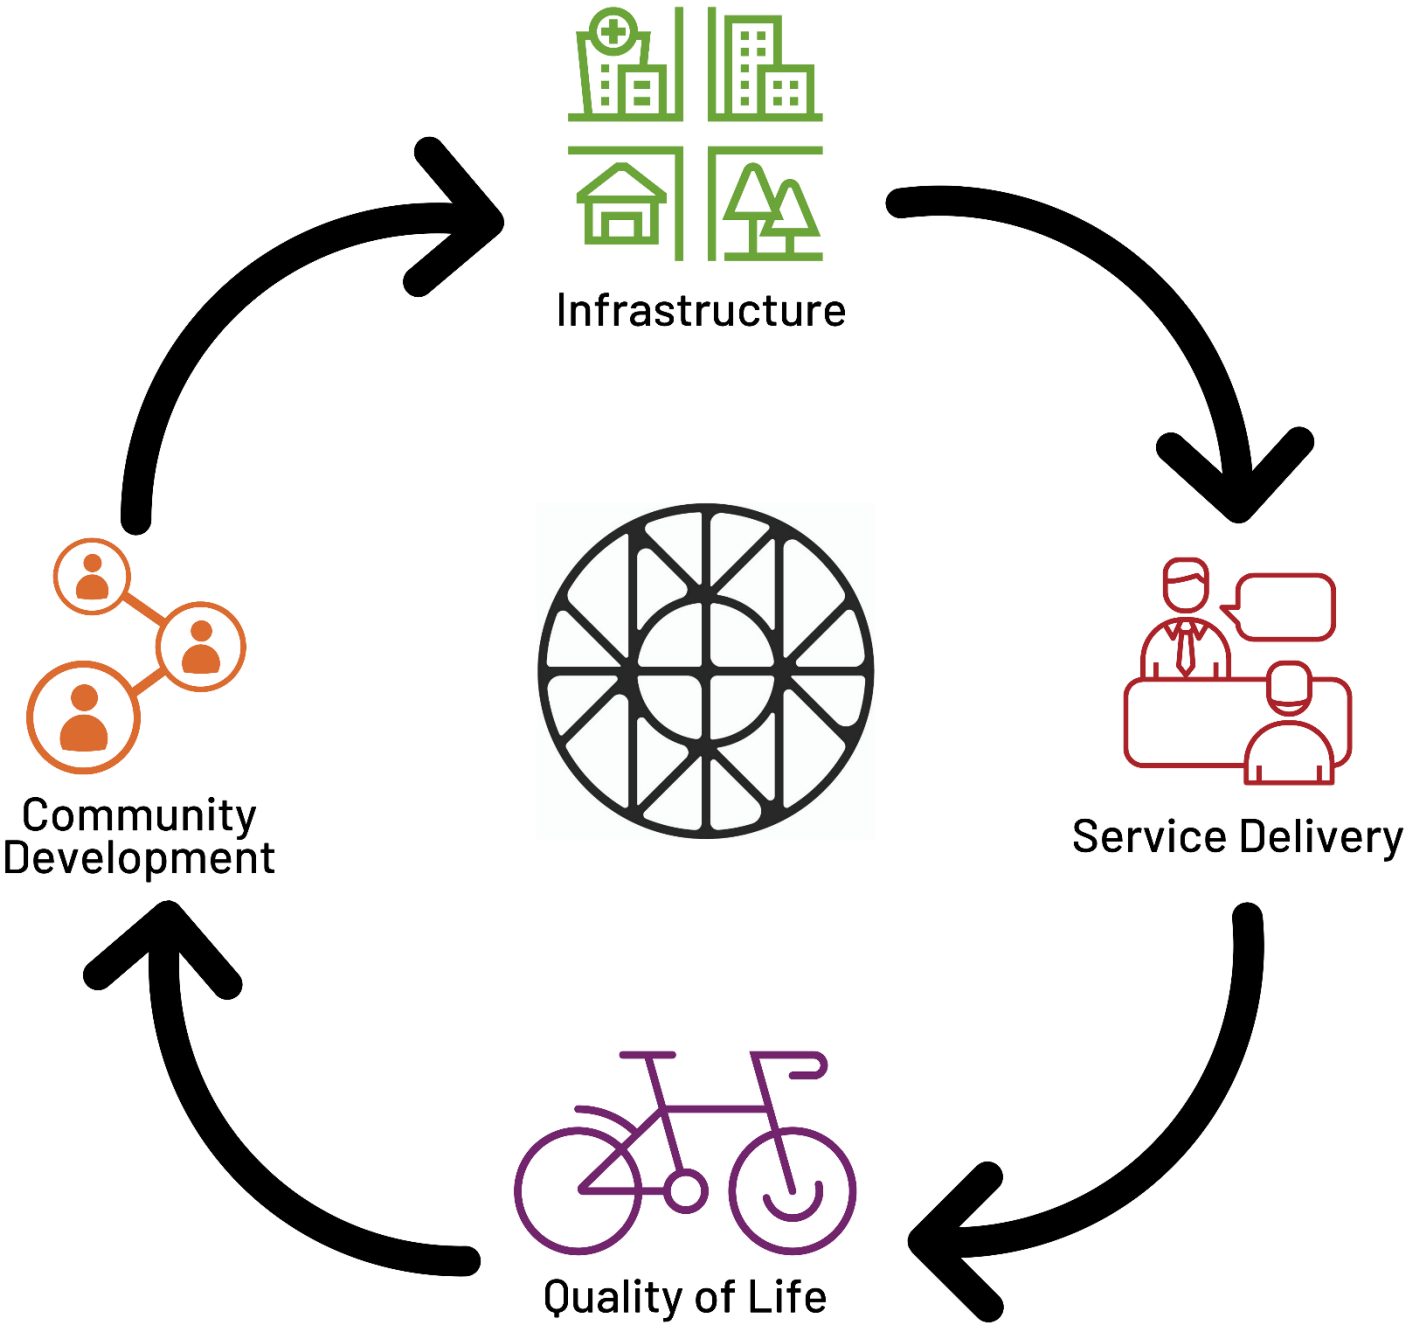 Infrastructure
Community
Development
Service Delivery
Quality of Life